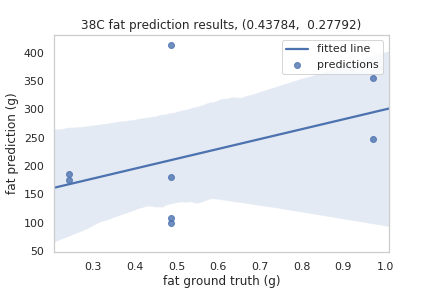 38C fat prediction results, (0.43784, 0.27792)
fitted line
predictions
fat prediction (g)
400
350
300
250
200
150
100
50
0.3 0.4 0.5 0.6 0.7 0.8 0.9 1.0
fat ground truth (g)